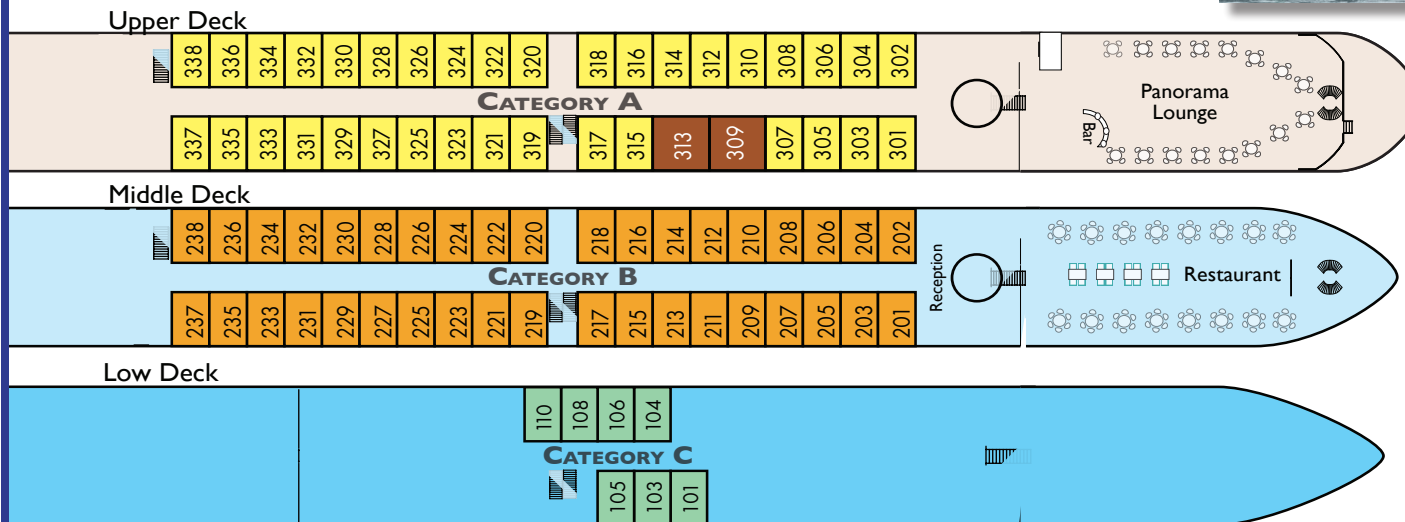 Upper Deck
338 336 334 332 330 328 326 324 322 320 318 316 314 312 310 308 306 304 302
CATEGORY A
Panorama
Lounge
Bar
337 335 333 331 329 327 325 323 321 319 317 315 313 309 307 305 303 301
Middle Deck
238 236 234 232 230 228 226 224 222 220 218 216 214 212 210 208 206 204 202
CATEGORY B
Reception
Restaurant
237 235 233 231 229 227 225 223 221 219 217 215 213 211 209 207 205 203 201
Low Deck
110 108 106 104
CATEGORY C
105 103 101